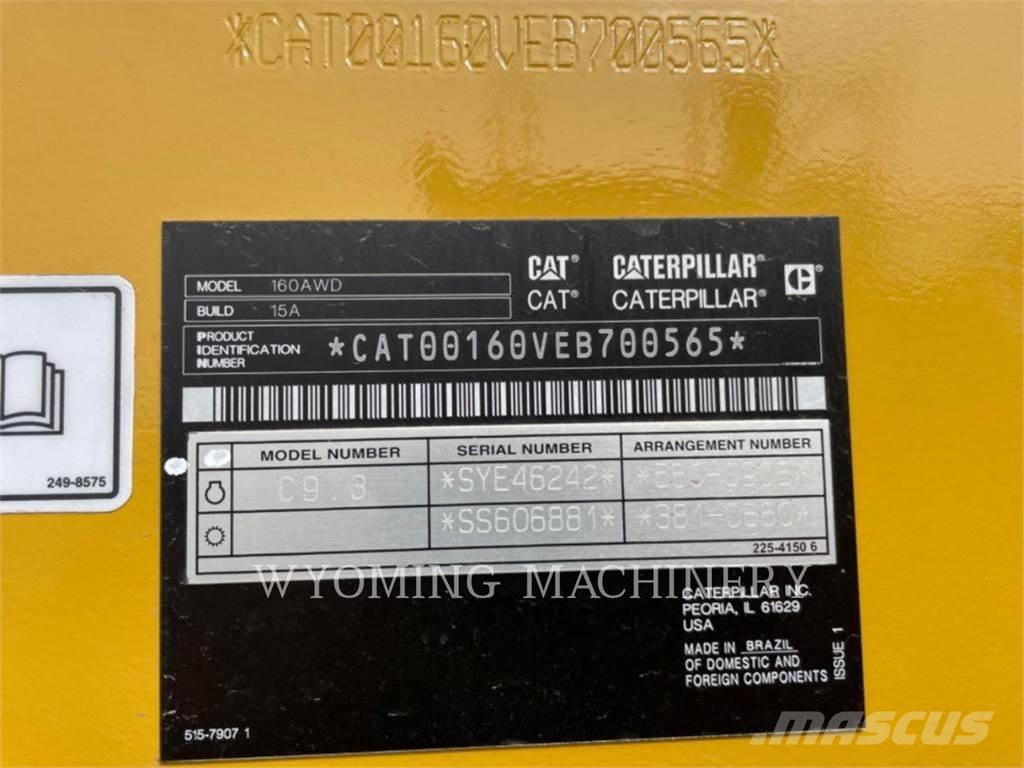 *CAT00160VEB700565*
MODEL 160AWD
BUILD 15A
CAT® CATERPILLAR®
CAT® CATERPILLAR®
PRODUCT
IDENTIFICATION
NUMBER
*CAT00160VEB700565*
MODEL NUMBER SERIAL NUMBER ARRANGEMENT NUMBER
C9.3 *SYE46242*
*SS606881*
225-4150 6
249-8575
WYOMING MACHINERY
CATERPILLAR INC.
PEORIA, IL 61629
USA
MADE IN BRAZIL
OF DOMESTIC AND
FOREIGN COMPONENTS
ISSUE 1
515-7907 1
MASCUS